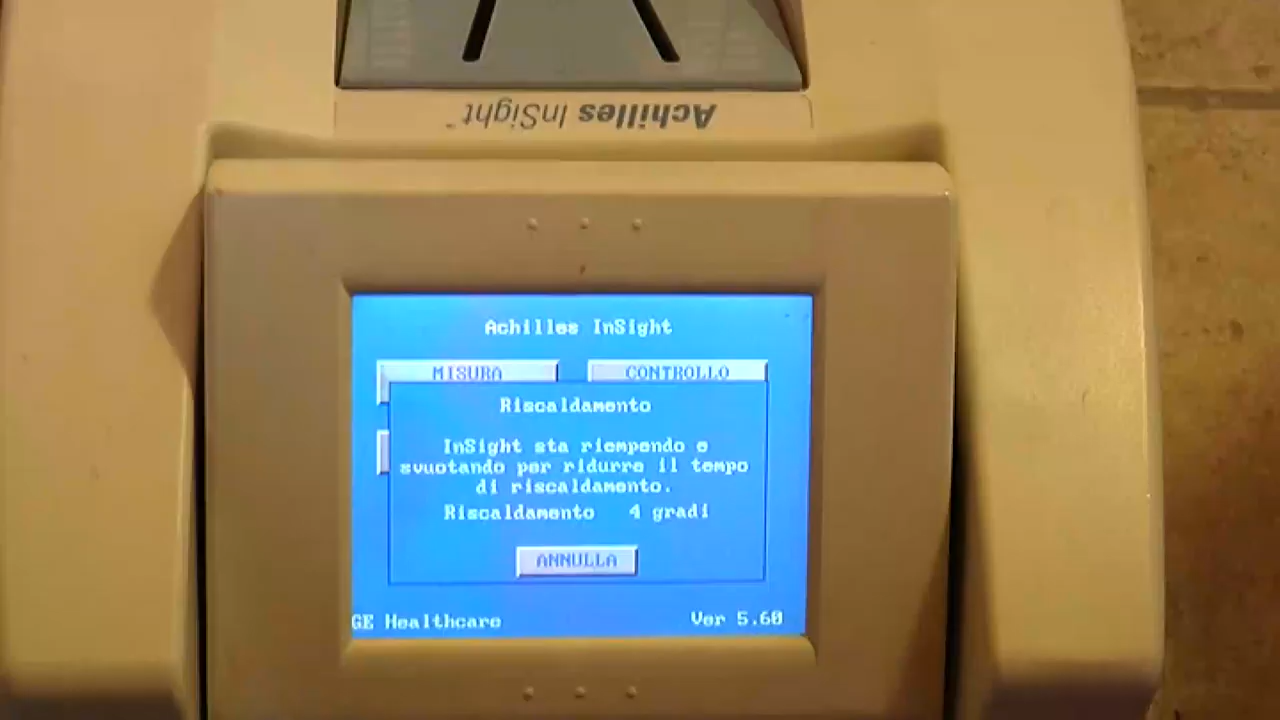 Achilles InSight™
Achilles InSight
MISURA
CONTROLLO
Riscaldamento
InSight sta riempendo e
svuotando per ridurre il tempo
di riscaldamento.
Riscaldamento 4 gradi
ANNULLA
GE Healthcare
Ver 5.60